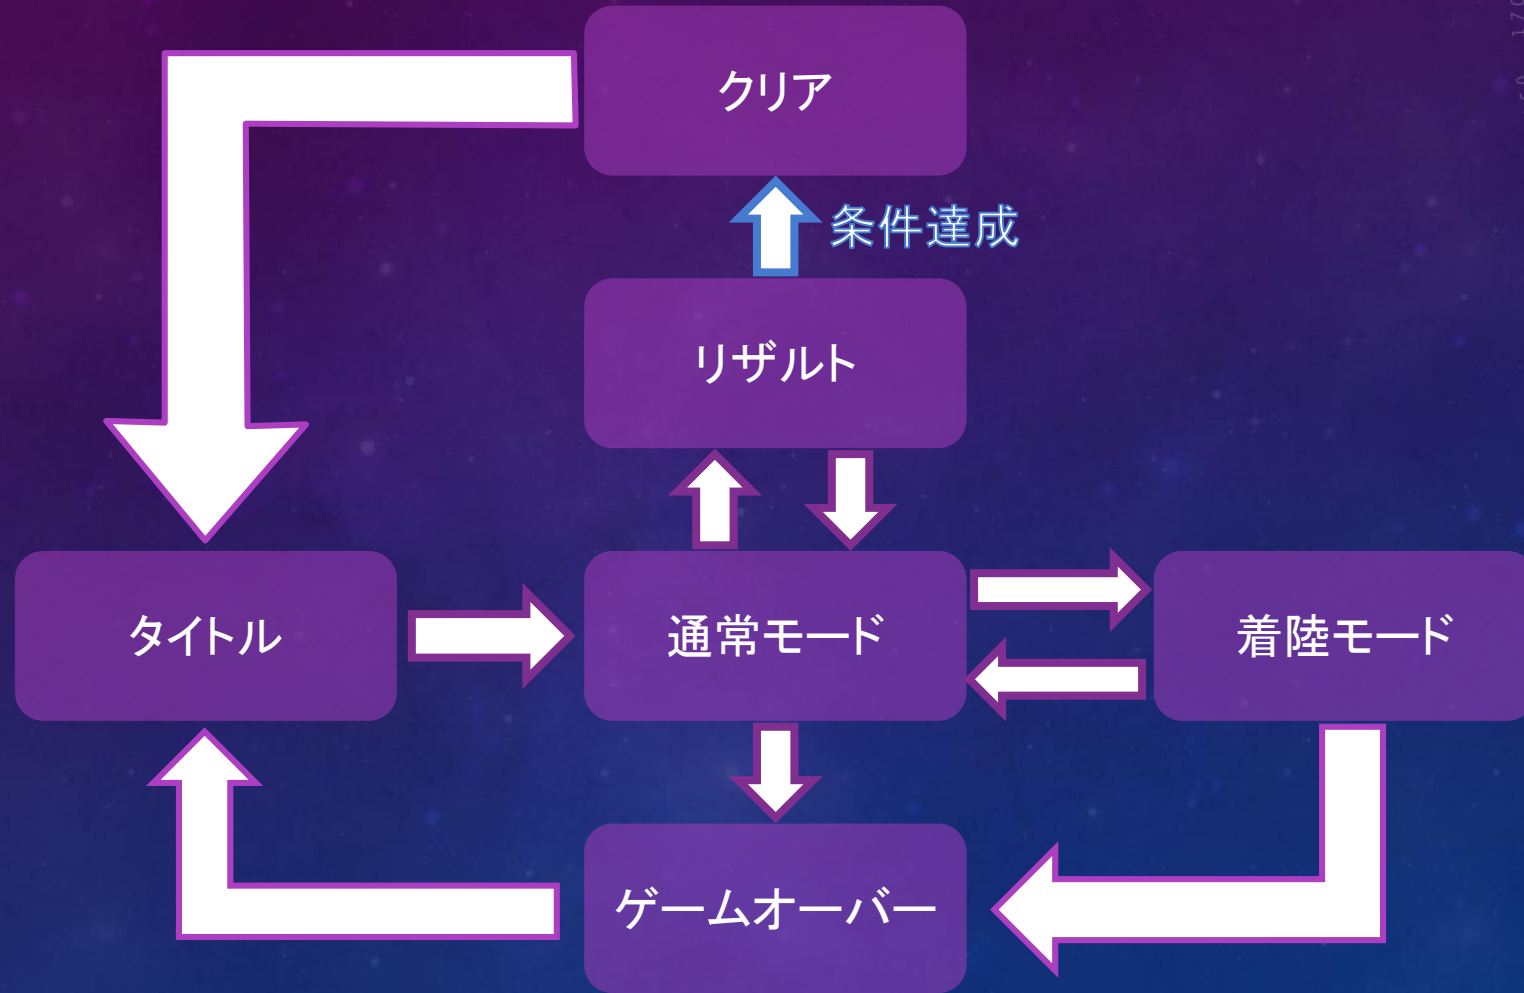 クリア
条件達成
リザルト
タイトル
通常モード
着陸モード
ゲームオーバー